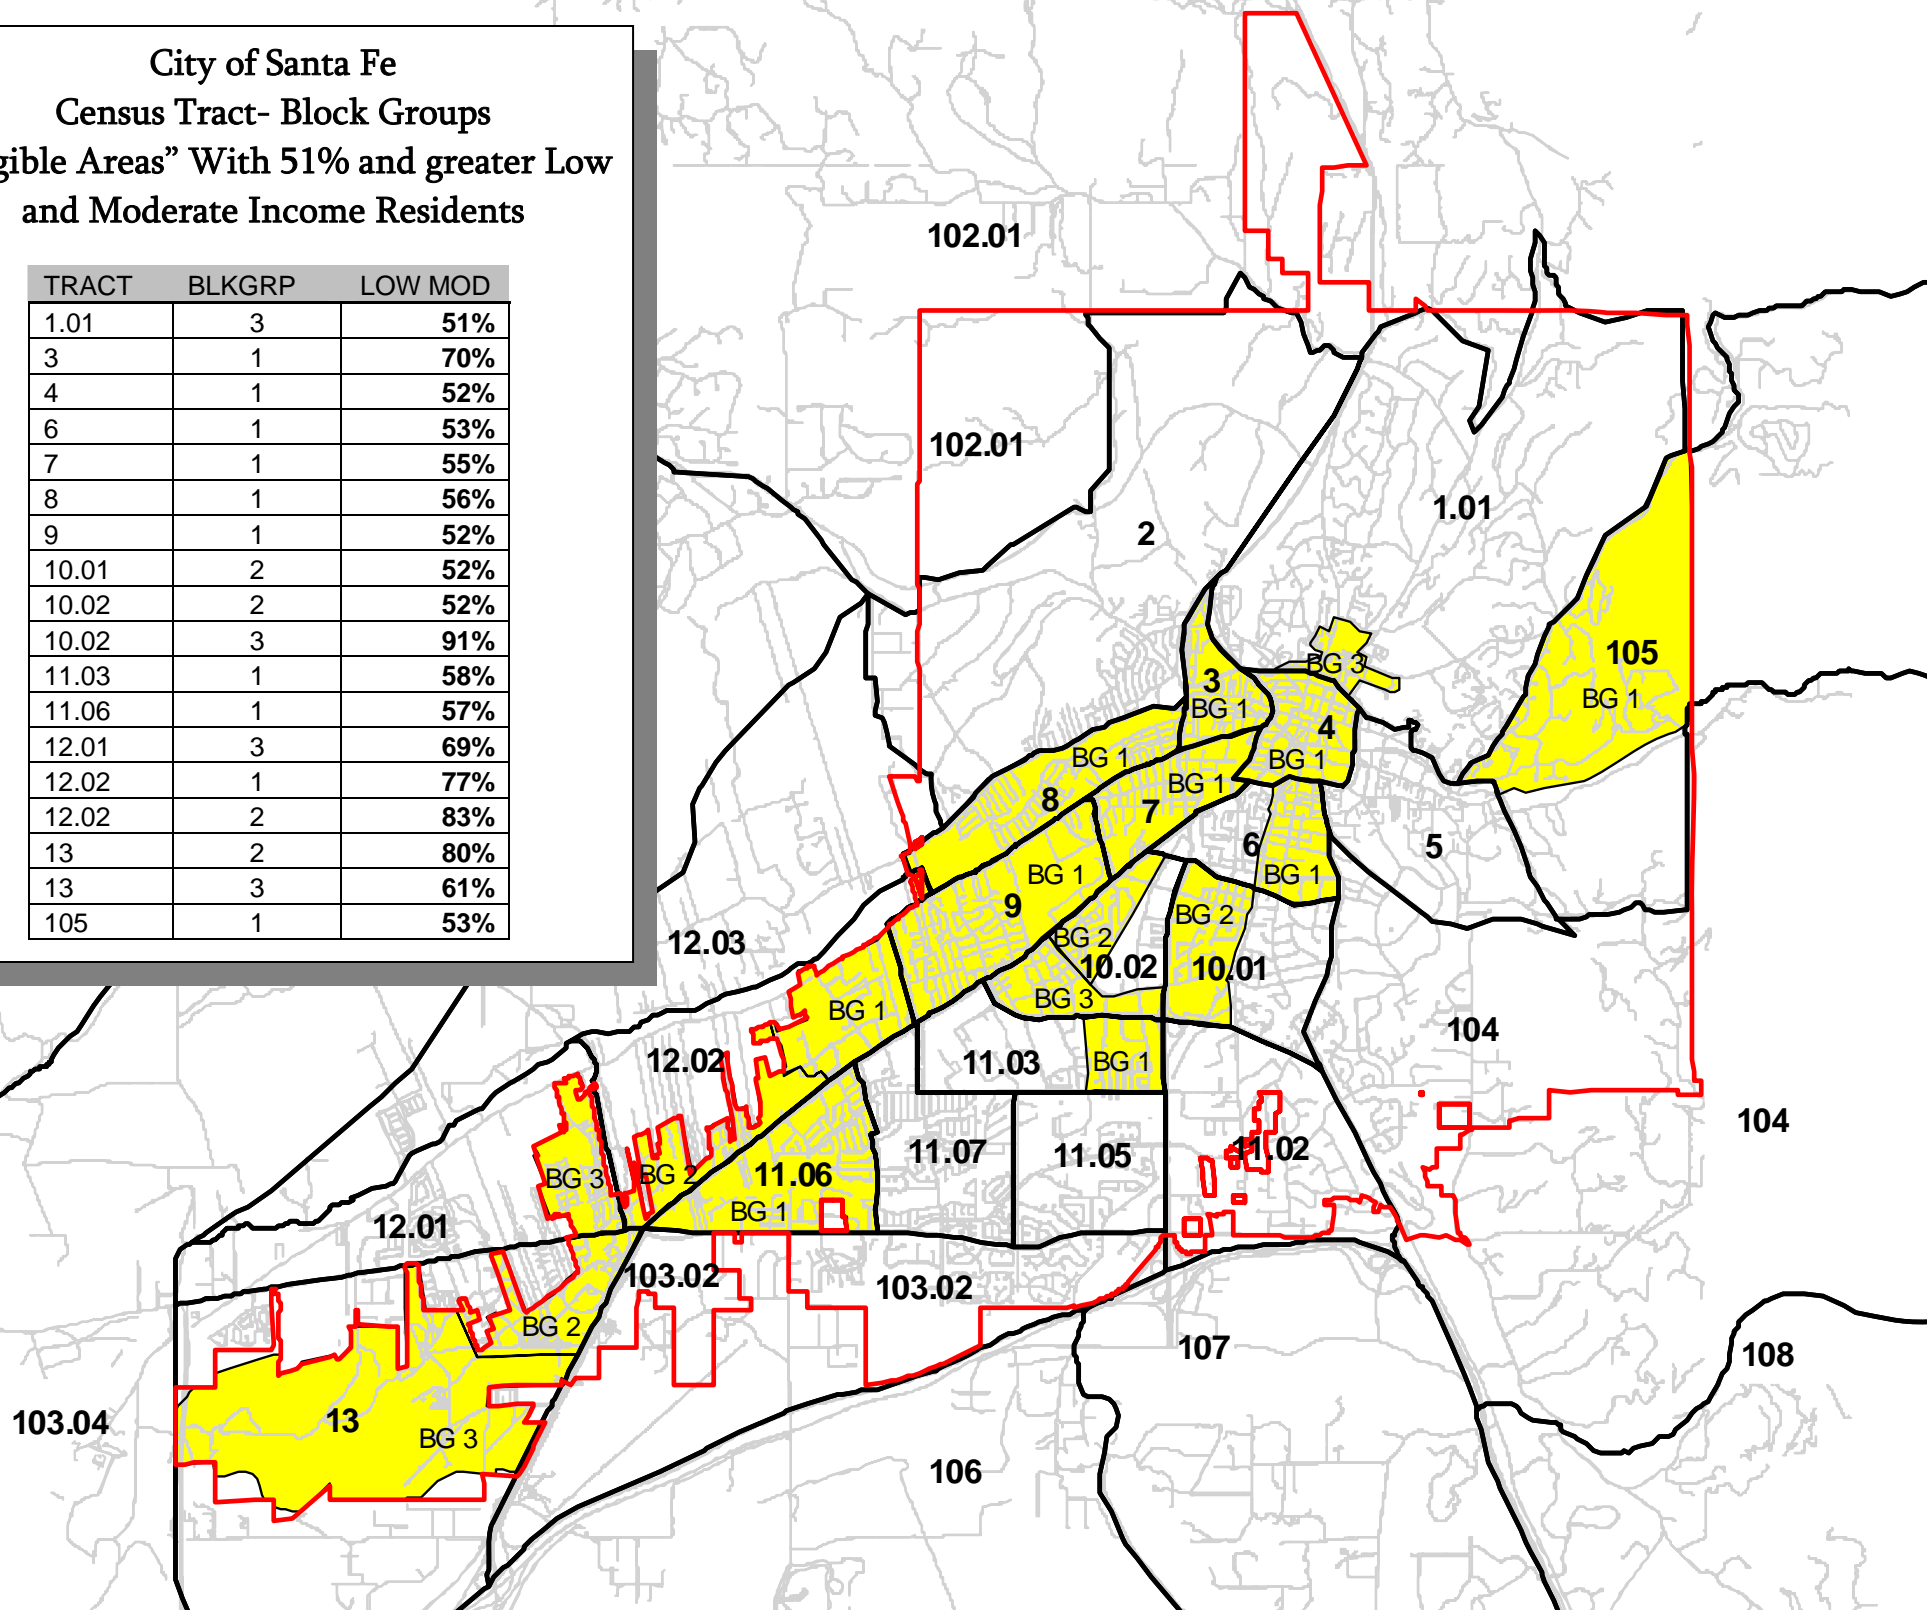 City of Santa Fe
Census Tract- Block Groups
gible Areas” With 51% and greater Low
and Moderate Income Residents
TRACT BLKGRP LOW MOD
1.01 3 51%
3 1 70%
4 1 52%
6 1 53%
7 1 55%
8 1 56%
9 1 52%
10.01 2 52%
10.02 2 52%
10.02 3 91%
11.03 1 58%
11.06 1 57%
12.01 3 69%
12.02 1 77%
12.02 2 83%
13 2 80%
13 3 61%
105 1 53%
102.01
102.01
1.01
2
105
BG 3
3
BG 1
BG 1
4
BG 1
BG 1
BG 1
8
7
6
5
BG 1
BG 1
9
BG 2
12.03
BG 2
10.02
10.01
BG 3
BG 1
104
12.02
11.03
BG 1
104
11.07
11.05
11.02
BG 3
BG 2
11.06
BG 1
12.01
103.02
103.02
BG 2
107
108
103.04
13
BG 3
106